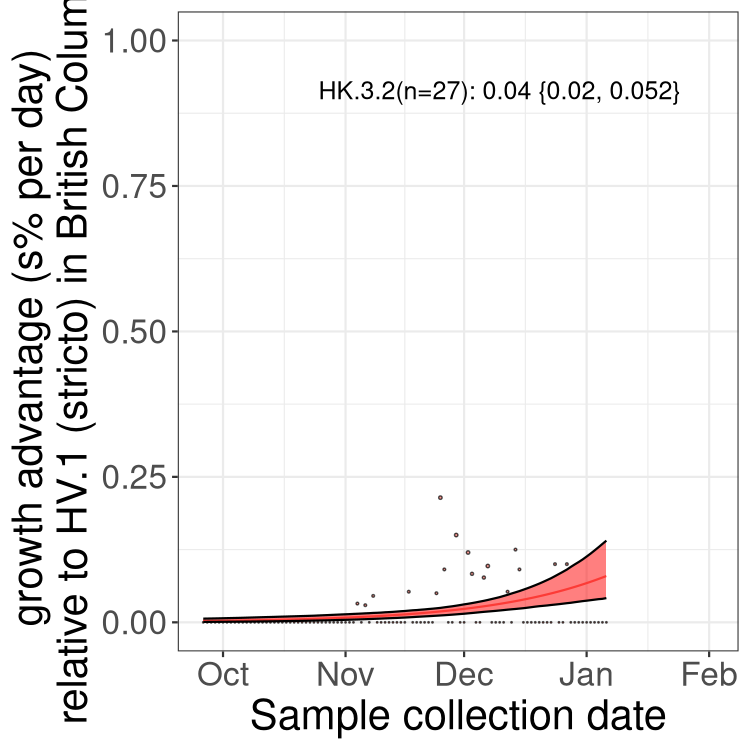 growth advantage (s% per day)
relative to HV.1 (stricto) in British Colum
1.00
0.75
0.50
0.25
0.00
HK.3.2(n=27): 0.04 {0.02, 0.052}
Oct Nov Dec Jan Feb
Sample collection date